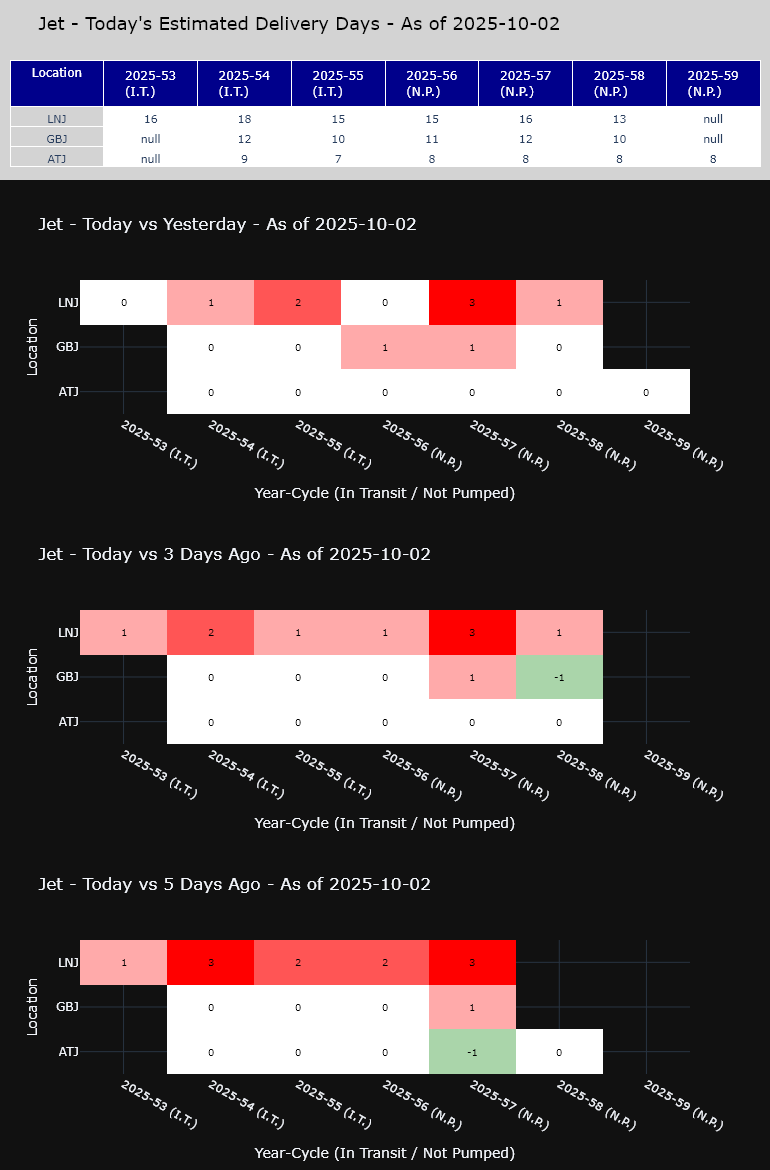 Jet - Today's Estimated Delivery Days - As of 2025-10-02
Location 2025-53 (I.T.) 2025-54 (I.T.) 2025-55 (I.T.) 2025-56 (N.P.) 2025-57 (N.P.) 2025-58 (N.P.) 2025-59 (N.P.)
LNJ 16 18 15 15 16 13 null
GBJ null 12 10 11 12 10 null
ATJ null 9 7 8 8 8 8
Jet - Today vs Yesterday - As of 2025-10-02
Location
LNJ 0 1 2 0 3 1
GBJ 0 0 1 1 0
ATJ 0 0 0 0 0 0
2025-53 (I.T.) 2025-54 (I.T.) 2025-55 (I.T.) 2025-56 (N.P.) 2025-57 (N.P.) 2025-58 (N.P.) 2025-59 (N.P.)
Year-Cycle (In Transit / Not Pumped)
Jet - Today vs 3 Days Ago - As of 2025-10-02
Location
LNJ 1 2 1 1 3 1
GBJ 0 0 0 1 -1
ATJ 0 0 0 0 0
2025-53 (I.T.) 2025-54 (I.T.) 2025-55 (I.T.) 2025-56 (N.P.) 2025-57 (N.P.) 2025-58 (N.P.) 2025-59 (N.P.)
Year-Cycle (In Transit / Not Pumped)
Jet - Today vs 5 Days Ago - As of 2025-10-02
Location
LNJ 1 3 2 2 3
GBJ 0 0 0 1
ATJ 0 0 0 -1 0
2025-53 (I.T.) 2025-54 (I.T.) 2025-55 (I.T.) 2025-56 (N.P.) 2025-57 (N.P.) 2025-58 (N.P.) 2025-59 (N.P.)
Year-Cycle (In Transit / Not Pumped)